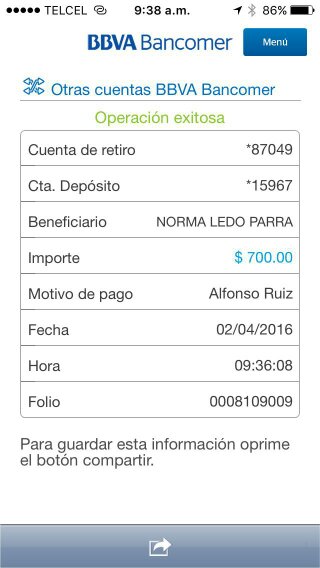 TELCEL 9:38 a.m. 86%
BBVA Bancomer Menú
Otras cuentas BBVA Bancomer
Operación exitosa
Cuenta de retiro *87049
Cta. Depósito *15967
Beneficiario NORMA LEDO PARRA
Importe $ 700.00
Motivo de pago Alfonso Ruiz
Fecha 02/04/2016
Hora 09:36:08
Folio 0008109009
Para guardar esta información oprime
el botón compartir.